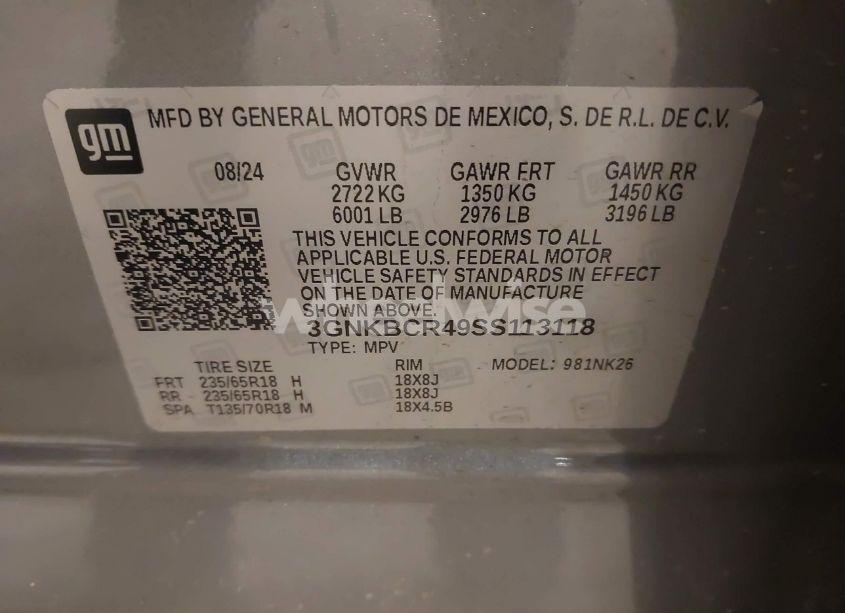 gm
MFD BY GENERAL MOTORS DE MEXICO, S. DE R.L. DE C.V.
08/24 GVWR GAWR FRT GAWR RR
2722 KG 1350 KG 1450 KG
6001 LB 2976 LB 3196 LB
THIS VEHICLE CONFORMS TO ALL
APPLICABLE U.S. FEDERAL MOTOR
VEHICLE SAFETY STANDARDS IN EFFECT
ON THE DATE OF MANUFACTURE
SHOWN ABOVE.
3GNKBCR49SS113118
TYPE: MPV
TIRE SIZE RIM MODEL: 981NK26
FRT 235/65R18 H 18X8J
RR - 235/65R18 H 18X8J
SPA T135/70R18 M 18X4.5B